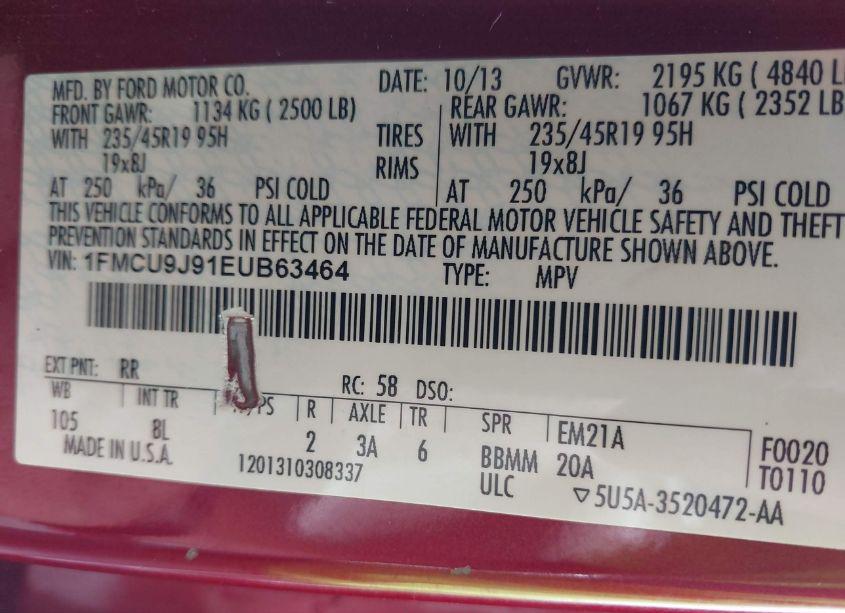 MFD. BY FORD MOTOR CO. DATE: 10/13 GVWR: 2195 KG ( 4840 L
FRONT GAWR: 1134 KG ( 2500 LB) REAR GAWR: 1067 KG ( 2352 LB
WITH 235/45R19 95H TIRES WITH 235/45R19 95H
19x8J RIMS 19x8J
AT 250 kPa/ 36 PSI COLD AT 250 kPa/ 36 PSI COLD
THIS VEHICLE CONFORMS TO ALL APPLICABLE FEDERAL MOTOR VEHICLE SAFETY AND THEFT
PREVENTION STANDARDS IN EFFECT ON THE DATE OF MANUFACTURE SHOWN ABOVE.
VIN: 1FMCU9J91EUB63464 TYPE: MPV
EXT PNT: RR RC: 58 DSO:
WB INT TR R AXLE TR SPR EM21A F0020
105 8L 2 3A 6 BBMM 20A T0110
MADE IN U.S.A. 1201310308337 ULC ▽5U5A-3520472-AA